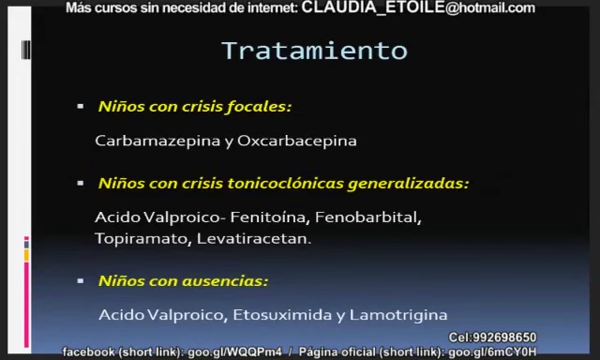 Más cursos sin necesidad de internet: CLAUDIA_ETOILE@hotmail.com
Tratamiento
Niños con crisis focales:
Carbamazepina y Oxcarbacepina
Niños con crisis tonicoclónicas generalizadas:
Acido Valproico- Fenitoína, Fenobarbital,
Topiramato, Levatiracetan.
Niños con ausencias:
Acido Valproico, Etosuximida y Lamotrigina
Cel:992698650
facebook (short link): goo.gl/WQQPm4 / Página oficial (short link): goo.gl/6mCY0H